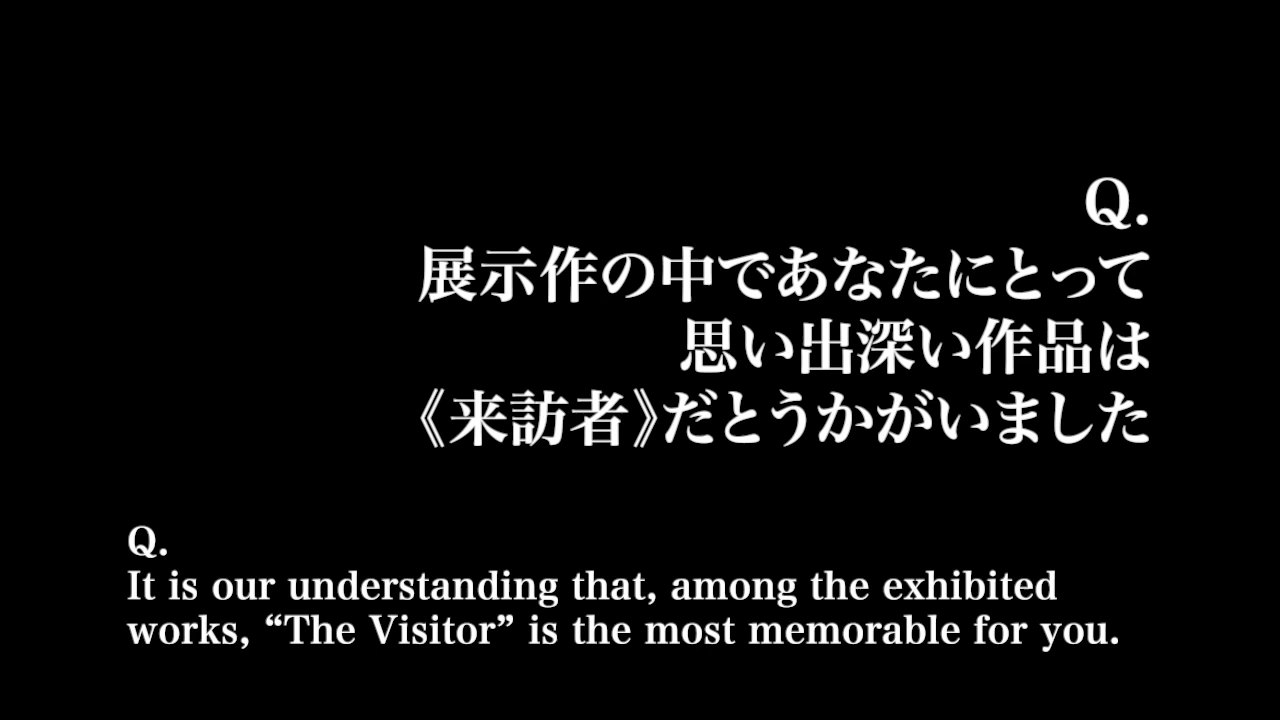 Q.
展示作の中であなたにとって
思い出深い作品は
《来訪者》だとうかがいました
Q.
It is our understanding that, among the exhibited
works, “The Visitor” is the most memorable for you.